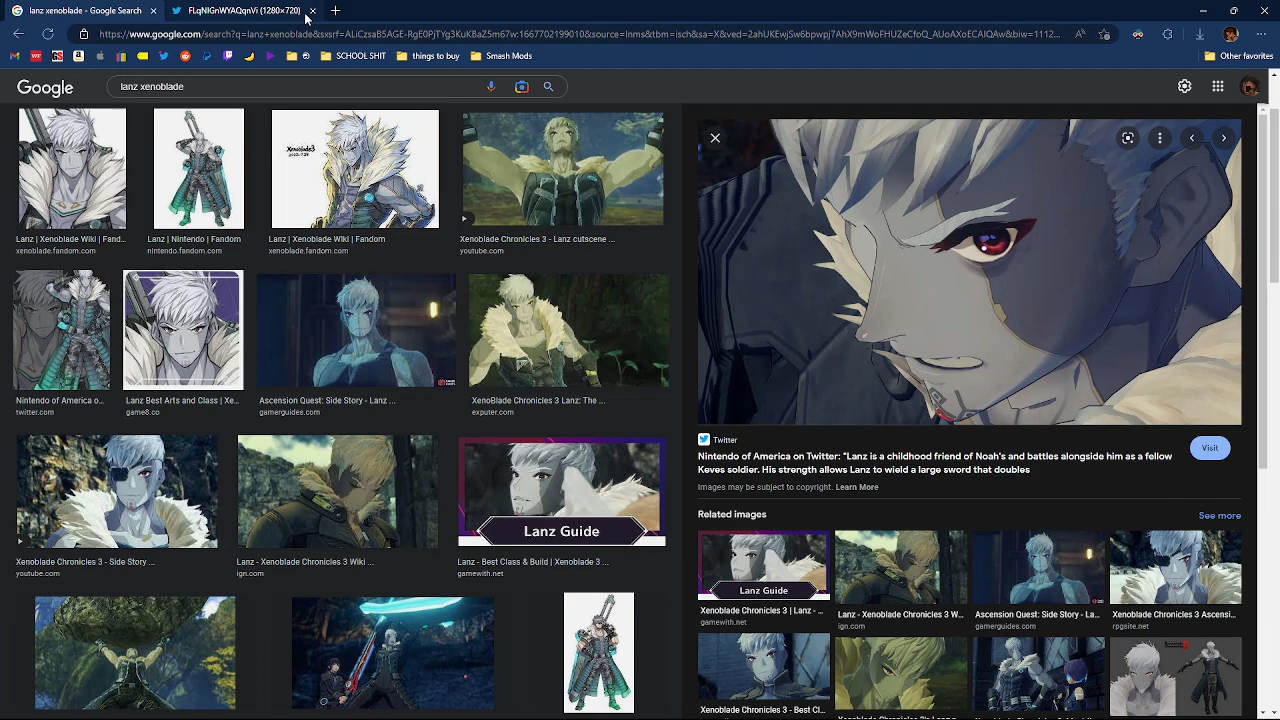 lanz xenoblade - Google Search
FLqNIGnWYAQqnVi (1280×720)
https://www.google.com/search?q=lanz+xenoblade&sxsrf=ALiCzsaB5AGE-RgE0PJTYg3KuKBaZ5m67w:1667702199010&source=lnms&tbm=isch&sa=X&ved=2ahUKEwjSw6bpwpj7AhX9mWoFHUZeCfoQ_AUoAXoECAIQAw&biw=1112...
SCHOOL SHIT
things to buy
Smash Mods
Other favorites
Google
lanz xenoblade
Xenoblade3
Lanz | Xenoblade Wiki | Fand...
xenoblade.fandom.com
Lanz | Nintendo | Fandom
nintendo.fandom.com
Lanz | Xenoblade Wiki | Fandom
xenoblade.fandom.com
Xenoblade Chronicles 3 - Lanz cutscene ...
youtube.com
Nintendo of America o...
twitter.com
Lanz Best Arts and Class | Xe...
game8.co
Ascension Quest: Side Story - Lanz ...
gamerguides.com
XenoBlade Chronicles 3 Lanz: The ...
exputer.com
Lanz Guide
Xenoblade Chronicles 3 - Side Story ...
youtube.com
Lanz - Xenoblade Chronicles 3 Wiki ...
ign.com
Lanz - Best Class & Build | Xenoblade 3 ...
gamewith.net
Twitter
Nintendo of America on Twitter: "Lanz is a childhood friend of Noah's and battles alongside him as a fellow
Keves soldier. His strength allows Lanz to wield a large sword that doubles
Visit
Images may be subject to copyright. Learn More
Related images
See more
Lanz Guide
Xenoblade Chronicles 3 | Lanz - ...
gamewith.net
Lanz - Xenoblade Chronicles 3 W...
ign.com
Ascension Quest: Side Story - La...
gamerguides.com
Xenoblade Chronicles 3 Ascensi...
rpgsite.net
Xenoblade Chronicles 3 - Best Cl...